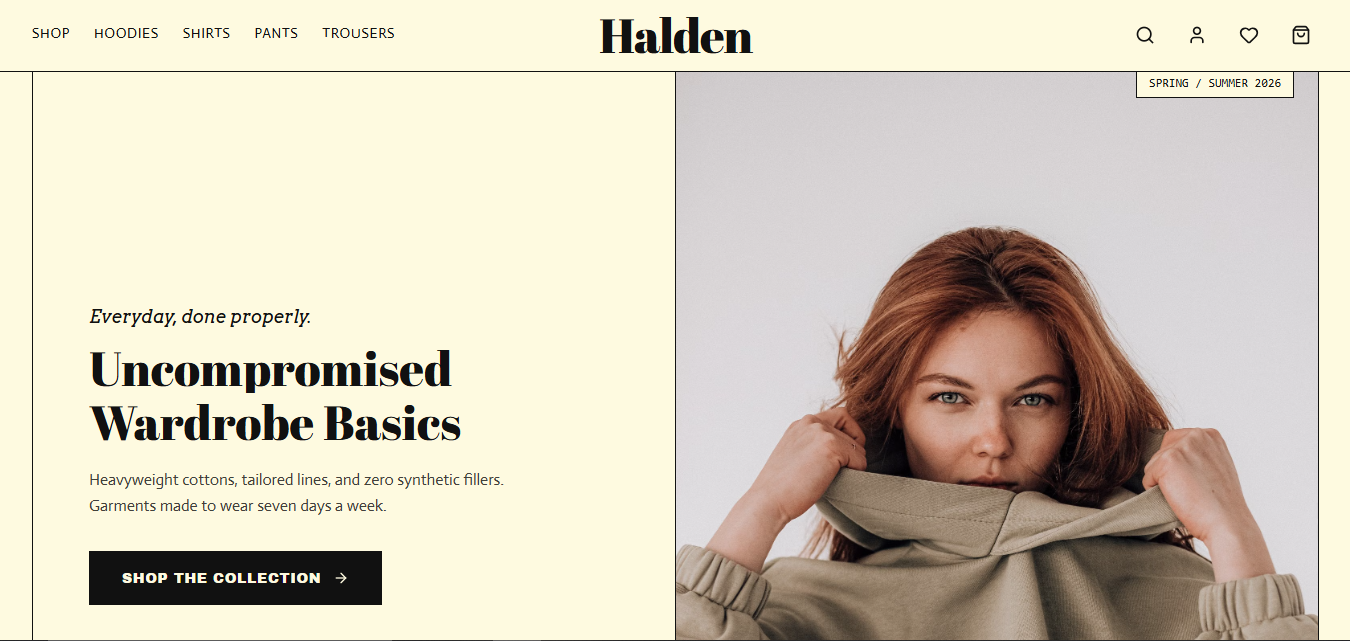 SHOP HOODIES SHIRTS PANTS TROUSERS
Halden
SPRING / SUMMER 2026
Everyday, done properly.
Uncompromised
Wardrobe Basics
Heavyweight cottons, tailored lines, and zero synthetic fillers.
Garments made to wear seven days a week.
SHOP THE COLLECTION →